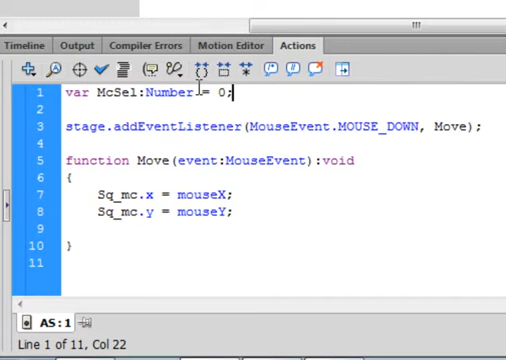 Timeline Output Compiler Errors Motion Editor Actions
1 var McSel:Number = 0;
2
3 stage.addEventListener(MouseEvent.MOUSE_DOWN, Move);
4
5 function Move(event:MouseEvent):void
6 {
7 Sq_mc.x = mouseX;
8 Sq_mc.y = mouseY;
9
10 }
11
AS:1
Line 1 of 11, Col 22